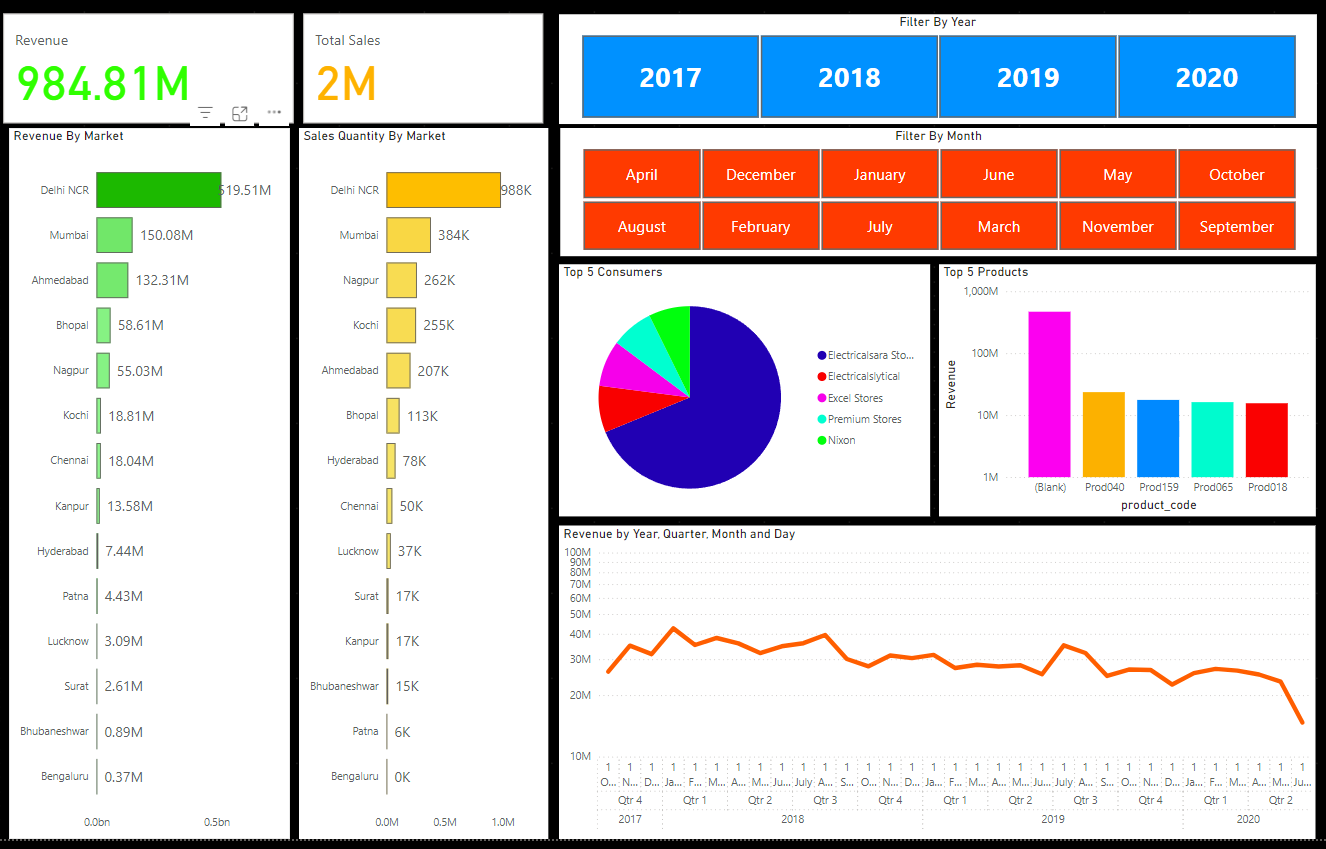 Revenue
984.81M
Total Sales
2M
Filter By Year
2017 2018 2019 2020
Filter By Month
April December January June May October
August February July March November September
Revenue By Market
Delhi NCR 519.51M
Mumbai 150.08M
Ahmedabad 132.31M
Bhopal 58.61M
Nagpur 55.03M
Kochi 18.81M
Chennai 18.04M
Kanpur 13.58M
Hyderabad 7.44M
Patna 4.43M
Lucknow 3.09M
Surat 2.61M
Bhubaneshwar 0.89M
Bengaluru 0.37M
0.0bn 0.5bn
Sales Quantity By Market
Delhi NCR 988K
Mumbai 384K
Nagpur 262K
Kochi 255K
Ahmedabad 207K
Bhopal 113K
Hyderabad 78K
Chennai 50K
Lucknow 37K
Surat 17K
Kanpur 17K
Bhubaneshwar 15K
Patna 6K
Bengaluru 0K
0.0M 0.5M 1.0M
Top 5 Consumers
Electricalsara Sto...
Electricalslytical
Excel Stores
Premium Stores
Nixon
Top 5 Products
1,000M
100M
10M
1M
Revenue
(Blank) Prod040 Prod159 Prod065 Prod018
product_code
Revenue by Year, Quarter, Month and Day
100M
90M
80M
70M
60M
50M
40M
30M
20M
10M
1 1 1 1 1 1 1 1 1 1 1 1 1 1 1 1 1 1 1 1 1 1 1 1 1 1 1 1 1 1 1 1 1
O... N... D... Ja... F... M... A... M... Ju... July A... S... O... N... D... Ja... F... M... A... M... Ju... July A... S... O... N... D... Ja... F... M... A... M... Ju...
Qtr 4 Qtr 1 Qtr 2 Qtr 3 Qtr 4 Qtr 1 Qtr 2 Qtr 3 Qtr 4 Qtr 1 Qtr 2
2017 2018 2019 2020